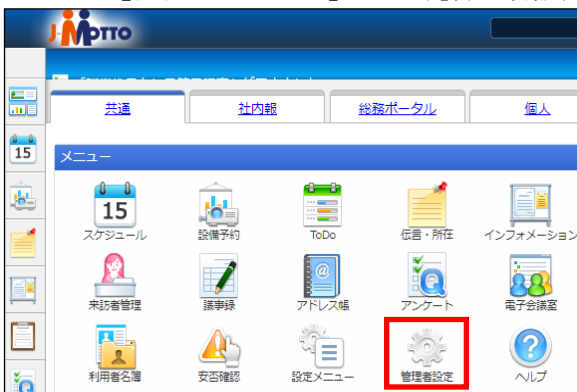 J-MOTTO
共通 社内報 総務ポータル 個人
15
メニュー
15
スケジュール 設備予約 ToDo 伝言・所在 インフォメーション
来訪者管理 議事録 アドレス帳 アンケート 電子会議室
利用者名簿 安否確認 設定メニュー 管理者設定 ヘルプ